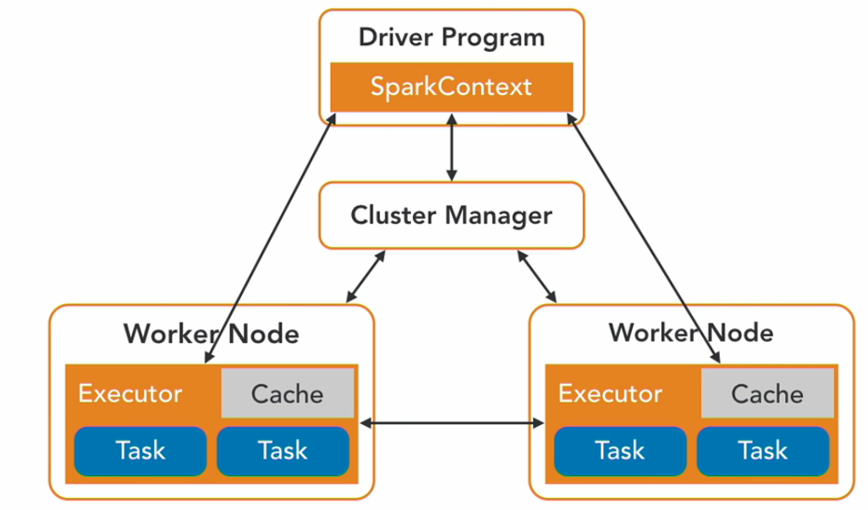 Driver Program
SparkContext
Cluster Manager
Worker Node
Executor
Cache
Task
Task
Worker Node
Executor
Cache
Task
Task